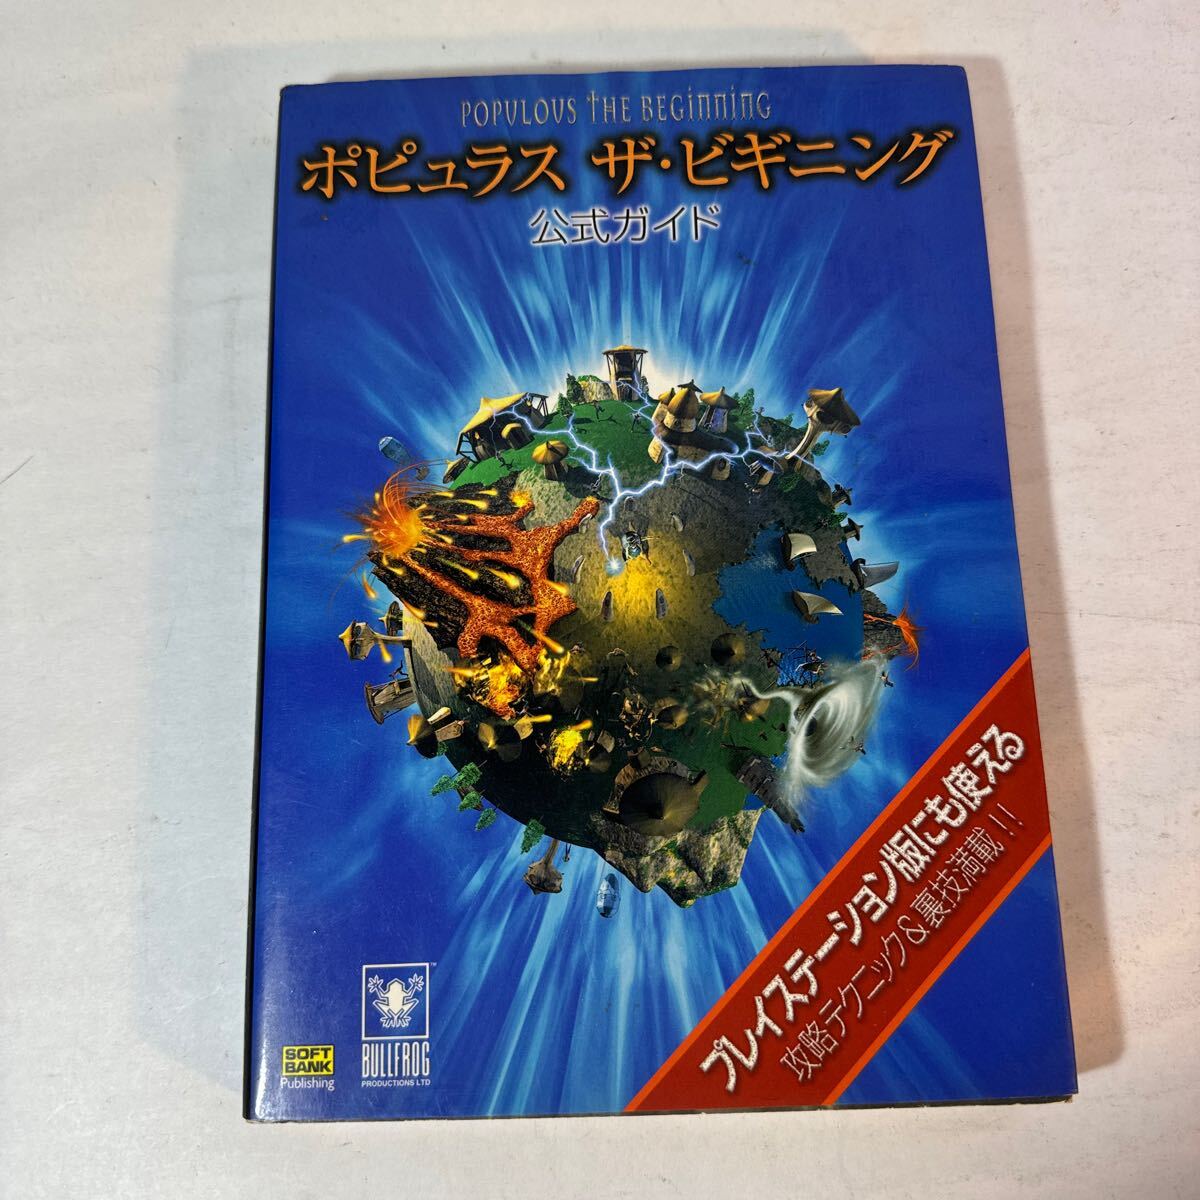 POPULOUS THE BEGINNING
ポピュラス ザ・ビギニング
公式ガイド
プレイステーション版にも使える
攻略テクニック&裏技満載!!
SOFT
BANK
Publishing
TM
BULLFROG
PRODUCTIONS LTD